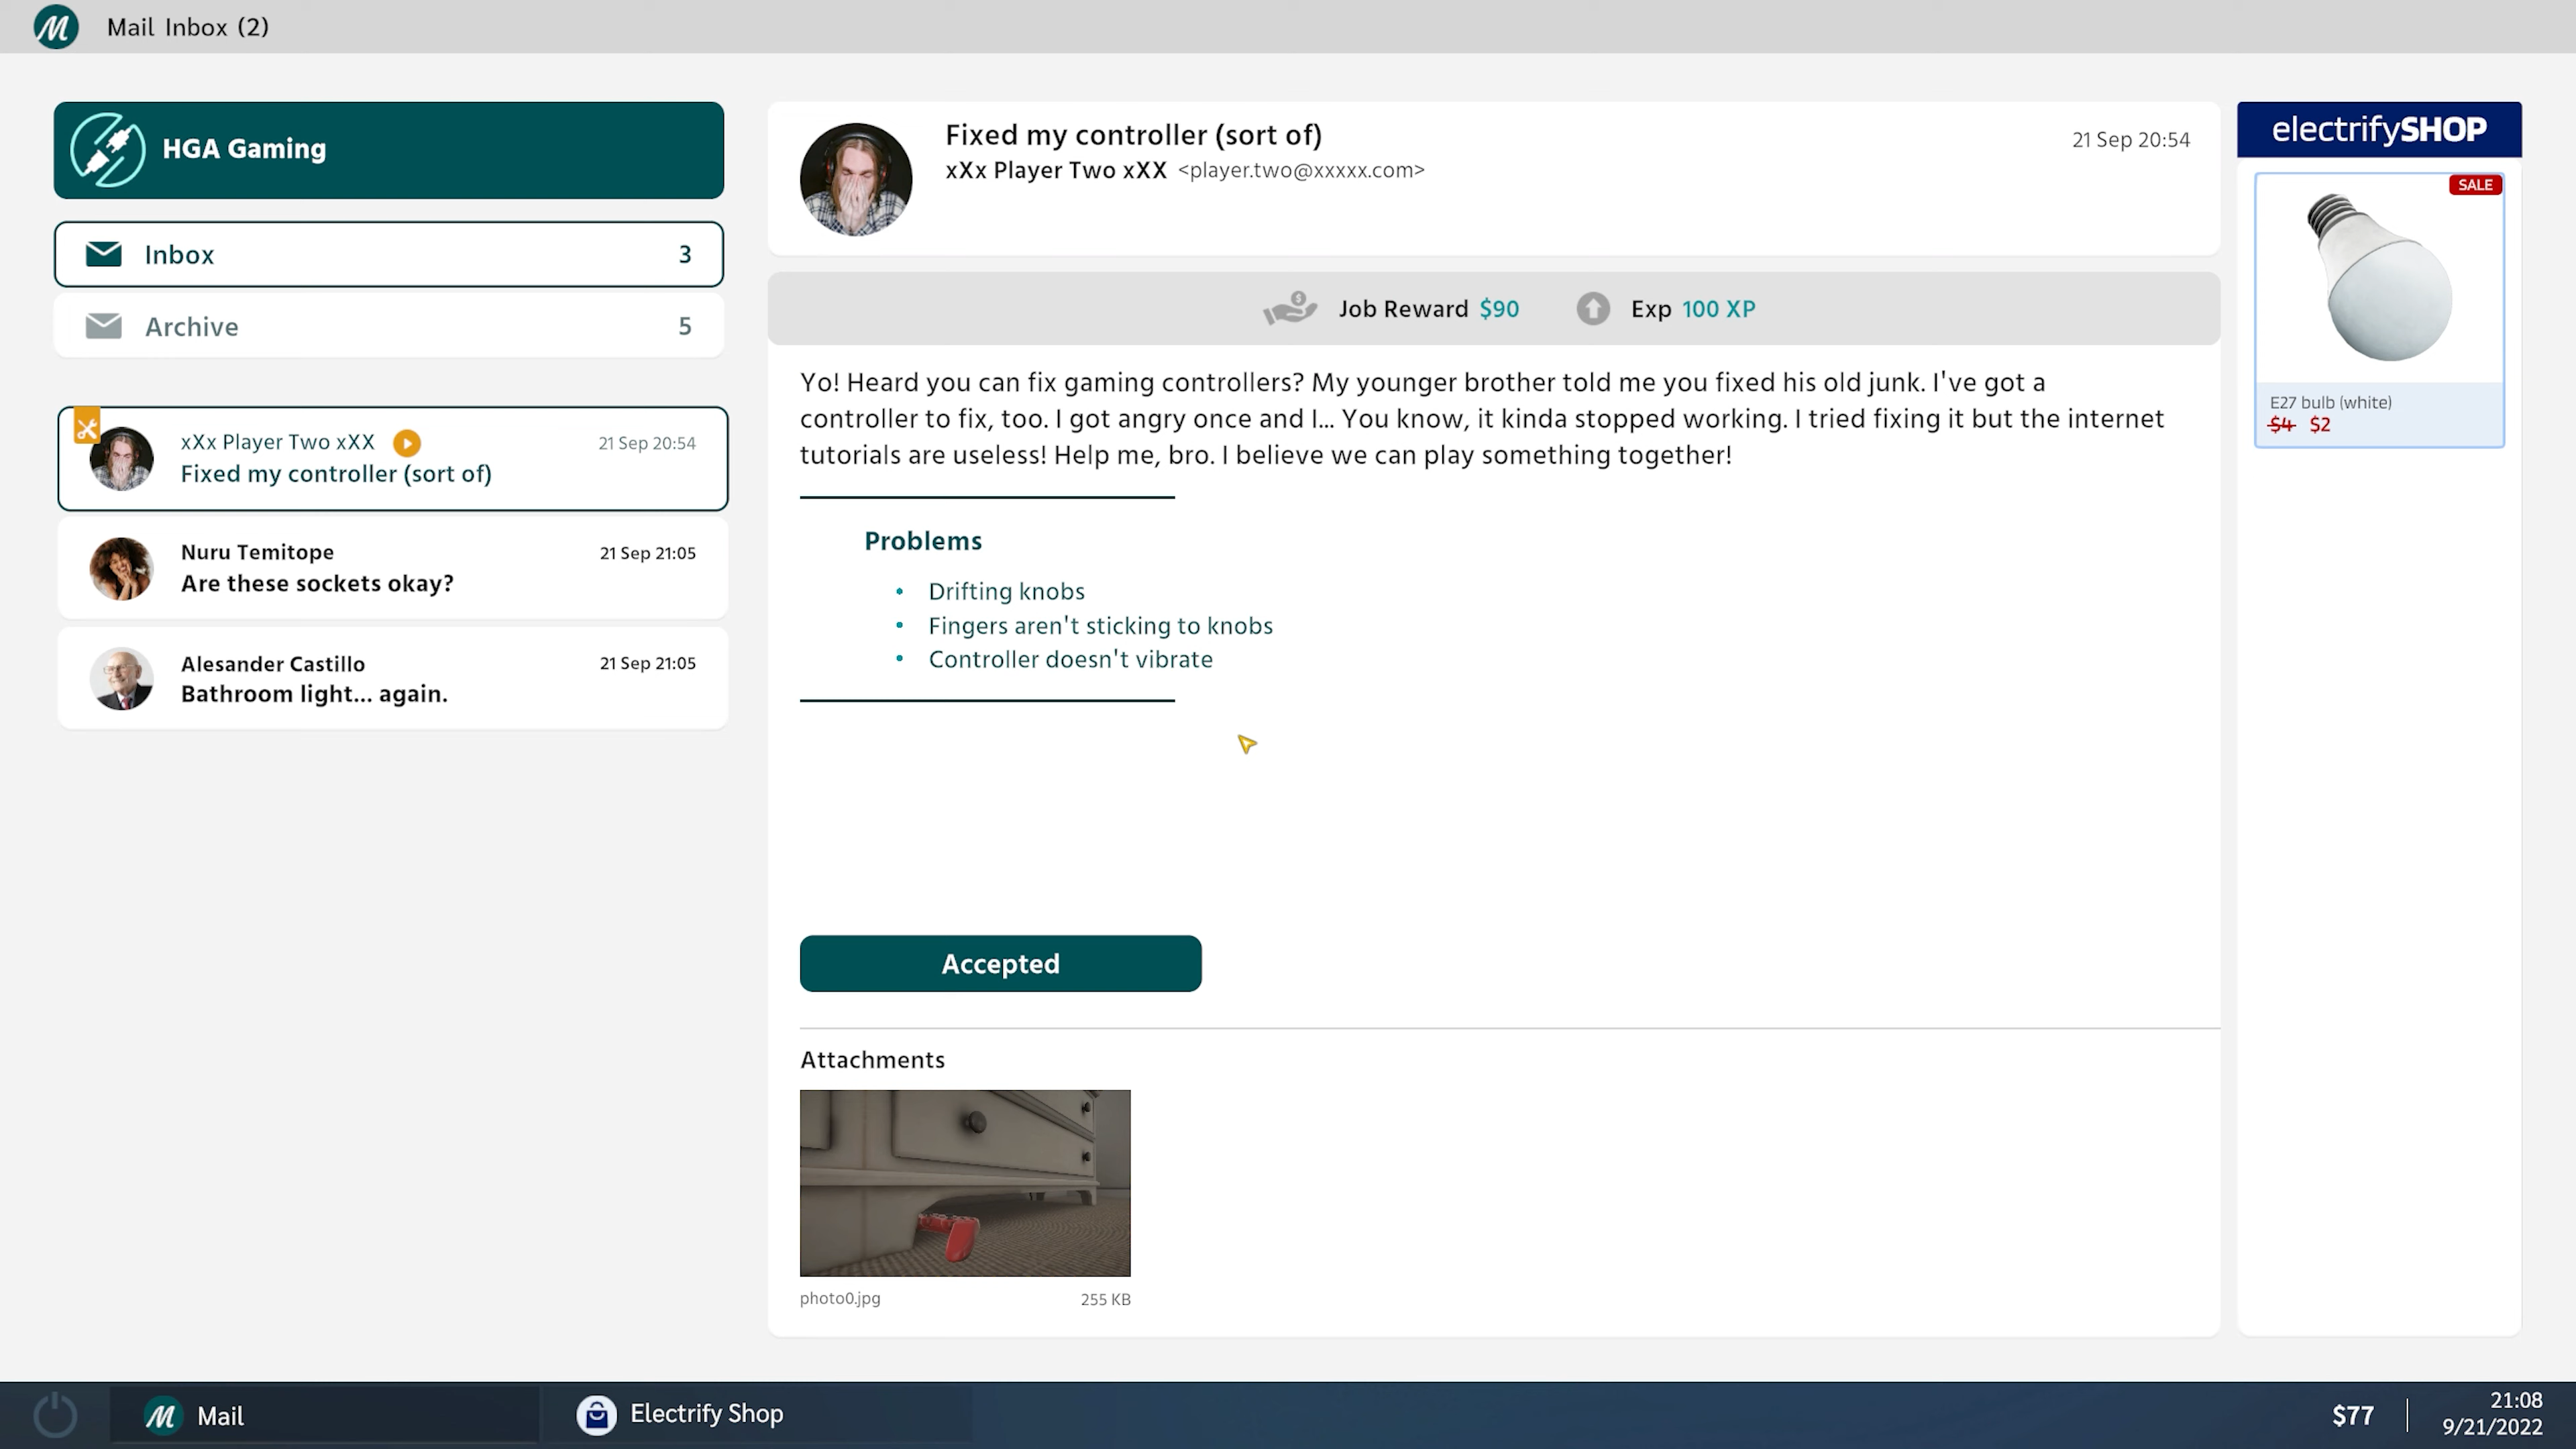 Mail Inbox (2)
HGA Gaming
Inbox 3
Archive 5
xXx Player Two xXX 21 Sep 20:54
Fixed my controller (sort of)
Nuru Temitope 21 Sep 21:05
Are these sockets okay?
Alesander Castillo 21 Sep 21:05
Bathroom light... again.
Fixed my controller (sort of) 21 Sep 20:54
xXx Player Two xXX <player.two@xxxxx.com>
Job Reward $90 Exp 100 XP
Yo! Heard you can fix gaming controllers? My younger brother told me you fixed his old junk. I've got a
controller to fix, too. I got angry once and I... You know, it kinda stopped working. I tried fixing it but the internet
tutorials are useless! Help me, bro. I believe we can play something together!
Problems
• Drifting knobs
• Fingers aren't sticking to knobs
• Controller doesn't vibrate
Accepted
Attachments
photo0.jpg 255 KB
electrifySHOP
SALE
E27 bulb (white)
$4 $2
M Mail
Electrify Shop
$77
21:08
9/21/2022